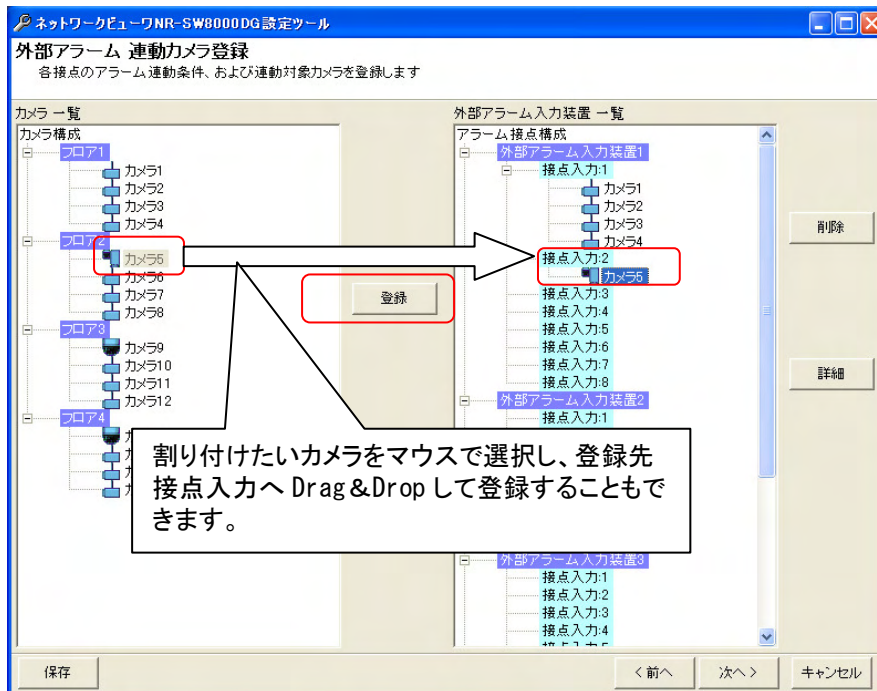 ネットワークビューワNR-SW8000DG設定ツール
外部アラーム 連動カメラ登録
各接点のアラーム連動条件、および連動対象カメラを登録します
カメラ 一覧
カメラ構成
フロア1
カメラ1
カメラ2
カメラ3
カメラ4
フロア2
カメラ5
カメラ6
カメラ7
カメラ8
フロア3
カメラ9
カメラ10
カメラ11
カメラ12
フロア4
登録
外部アラーム入力装置 一覧
アラーム接点構成
外部アラーム入力装置1
接点入力:1
カメラ1
カメラ2
カメラ3
カメラ4
接点入力:2
カメラ5
接点入力:3
接点入力:4
接点入力:5
接点入力:6
接点入力:7
接点入力:8
外部アラーム入力装置2
接点入力:1
外部アラーム入力装置3
接点入力:1
接点入力:2
接点入力:3
接点入力:4
削除
詳細
割り付けたいカメラをマウスで選択し、登録先
接点入力へ Drag&Drop して登録することもで
きます。
保存
<前へ
次へ>
キャンセル